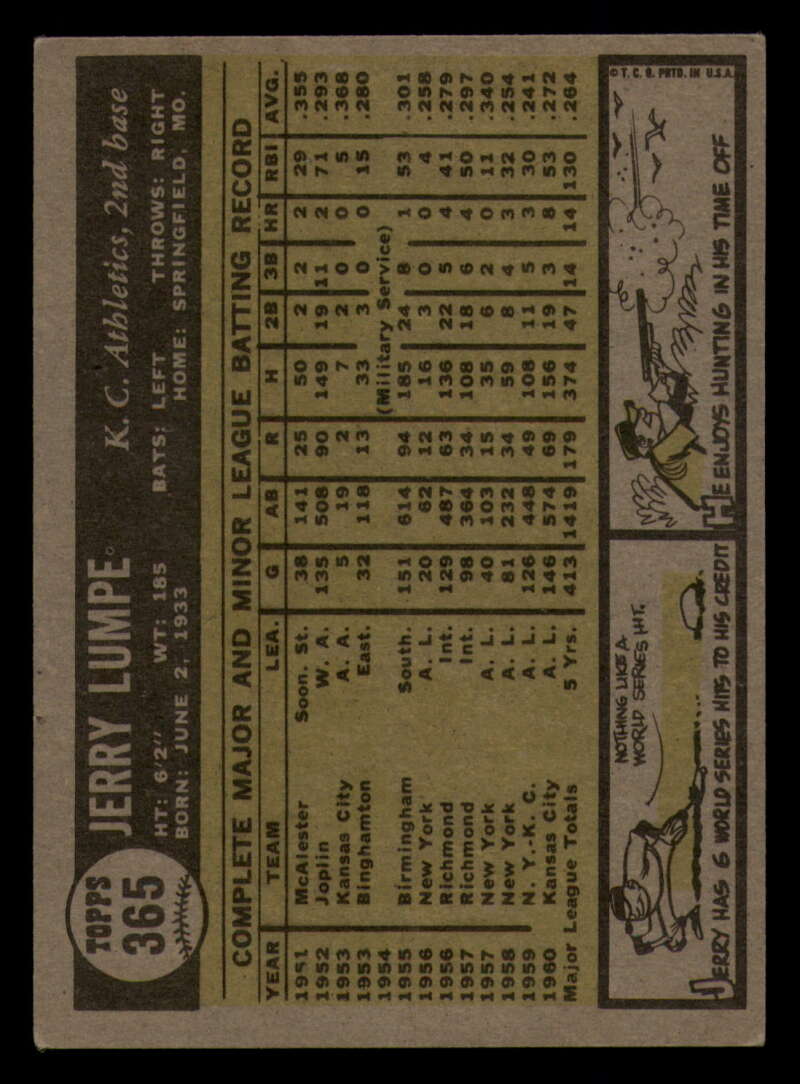 TOPPS
365
JERRY LUMPE
K. C. Athletics, 2nd base
HT: 6'2" WT: 185 BATS: LEFT THROWS: RIGHT
BORN: JUNE 2, 1933 HOME: SPRINGFIELD, MO.
COMPLETE MAJOR AND MINOR LEAGUE BATTING RECORD
YEAR TEAM LEA. G AB R H 2B 3B HR RBI AVG.
1951 McAlester Soon. St. 38 141 25 50 2 2 2 29 .355
1952 Joplin W. A. 135 508 90 149 19 11 2 71 .293
1953 Kansas City A. A. 5 19 2 7 2 0 0 5 .368
1953 Binghamton East. 32 118 13 33 3 0 0 15 .280
1954 (Military Service)
1955 Birmingham South. 151 614 94 185 24 8 1 53 .301
1956 New York A. L. 20 62 12 16 3 0 0 4 .258
1956 Richmond Int. 129 487 63 136 22 5 4 41 .279
1957 Richmond Int. 98 364 34 108 18 6 4 50 .297
1957 New York A. L. 40 103 15 35 6 2 0 11 .340
1958 New York A. L. 81 232 34 59 8 4 3 32 .254
1959 N. Y.-K. C. A. L. 126 448 49 108 11 5 3 30 .241
1960 Kansas City A. L. 146 574 69 156 19 3 8 53 .272
Major League Totals 5 Yrs. 413 1419 179 374 47 14 14 130 .264
NOTHING LIKE A
WORLD SERIES HIT.
JERRY HAS 6 WORLD SERIES HITS TO HIS CREDIT
© T. C. G. PRTD. IN U.S.A.
HE ENJOYS HUNTING IN HIS TIME OFF